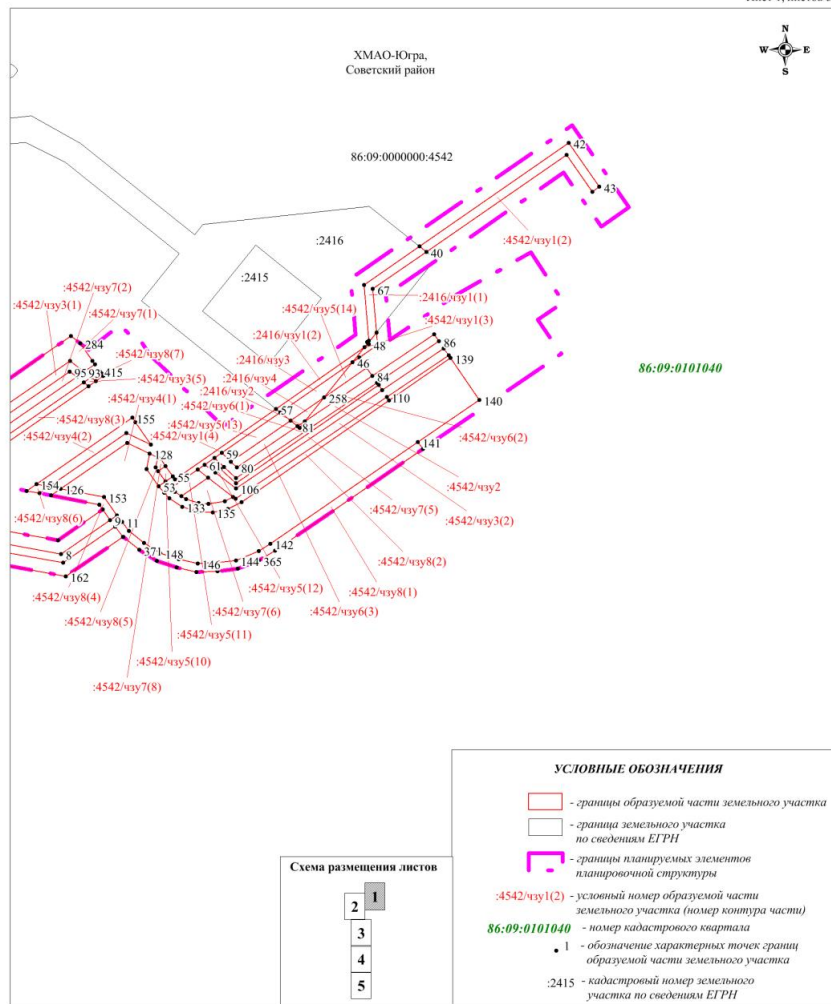 ХМАО-Югра,
Советский район
N
W E
S
86:09:0000000:4542
42
43
:2416
:4542/чзу1(2)
40
:2415
67
:4542/чзу7(2)
:4542/чзу5(14)
:2416/чзу1(1)
:4542/чзу3(1)
:4542/чзу7(1)
:2416/чзу1(2)
:2416/чзу1(3)
284
48
86
:4542/чзу8(7)
:2416/чзу3
46
139
86:09:0101040
95
93
415
:4542/чзу3(5)
:2416/чзу4
84
:2416/чзу2
110
140
:4542/чзу4(1)
:4542/чзу6(1)
57
258
:4542/чзу8(3)
155
:4542/чзу5(13)
81
:4542/чзу6(2)
:4542/чзу4(2)
:4542/чзу1(4)
141
128
59
61
80
55
:4542/чзу2
154
126
53
106
153
133
135
:4542/чзу7(5)
:4542/чзу8(6)
:4542/чзу3(2)
9
11
8
371
148
142
146
144
365
:4542/чзу8(2)
162
:4542/чзу5(12)
:4542/чзу8(4)
:4542/чзу8(1)
:4542/чзу7(6)
:4542/чзу6(3)
:4542/чзу8(5)
:4542/чзу5(11)
:4542/чзу5(10)
:4542/чзу7(8)
УСЛОВНЫЕ ОБОЗНАЧЕНИЯ
- границы образуемой части земельного участка
- граница земельного участка
по сведениям ЕГРН
- границы планируемых элементов
планировочной структуры
:4542/чзу1(2) - условный номер образуемой части
земельного участка (номер контура части)
86:09:0101040 - номер кадастрового квартала
1 - обозначение характерных точек границ
образуемой части земельного участка
:2415 - кадастровый номер земельного
участка по сведениям ЕГРН
Схема размещения листов
1
2
3
4
5